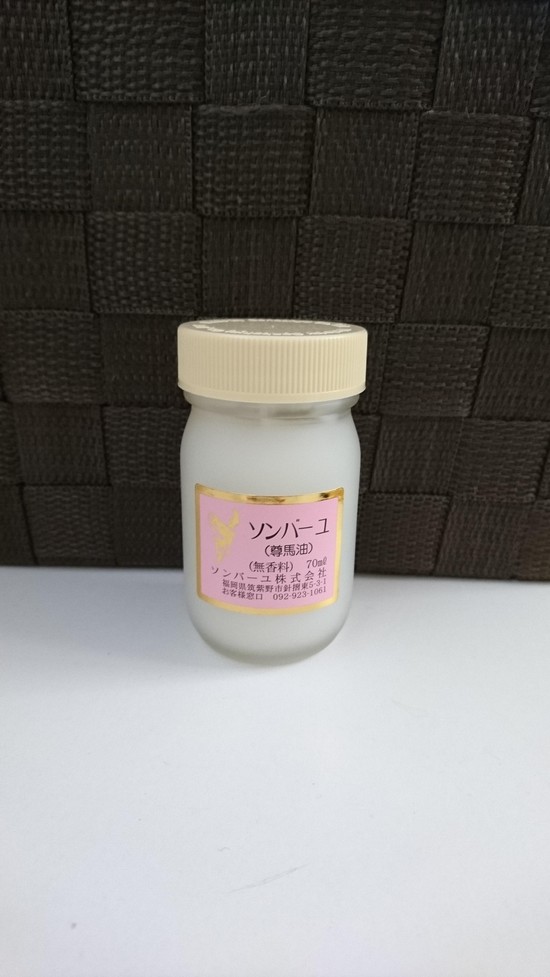 ソンバーユ
（尊馬油）
（無香料） 70mℓ
ソンバーユ株式会社
福岡県筑紫野市針摺東5-3-1
お客様窓口 092-923-1061